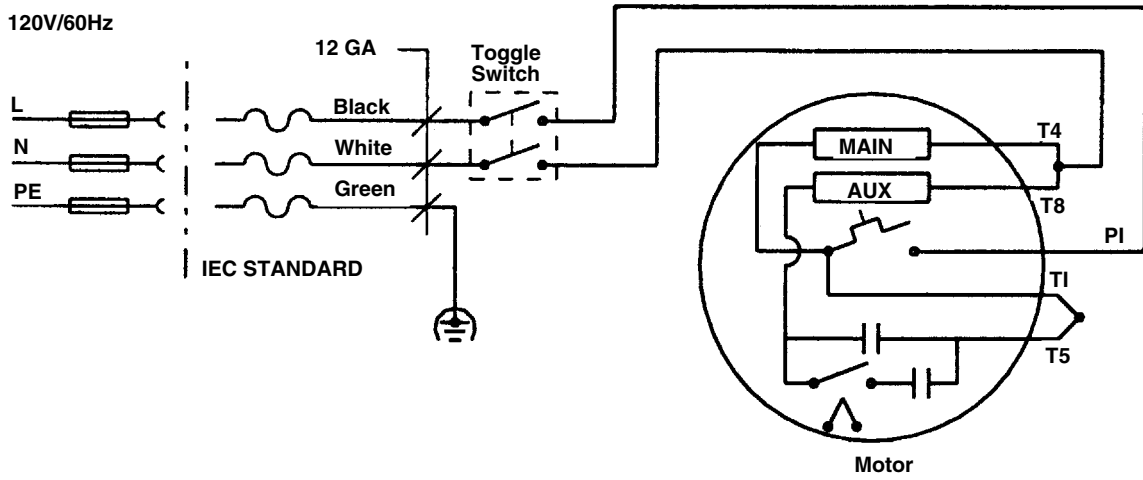 120V/60Hz
12 GA
Toggle
Switch
L
Black
N
White
PE
Green
IEC STANDARD
MAIN
T4
AUX
T8
PI
TI
T5
Motor